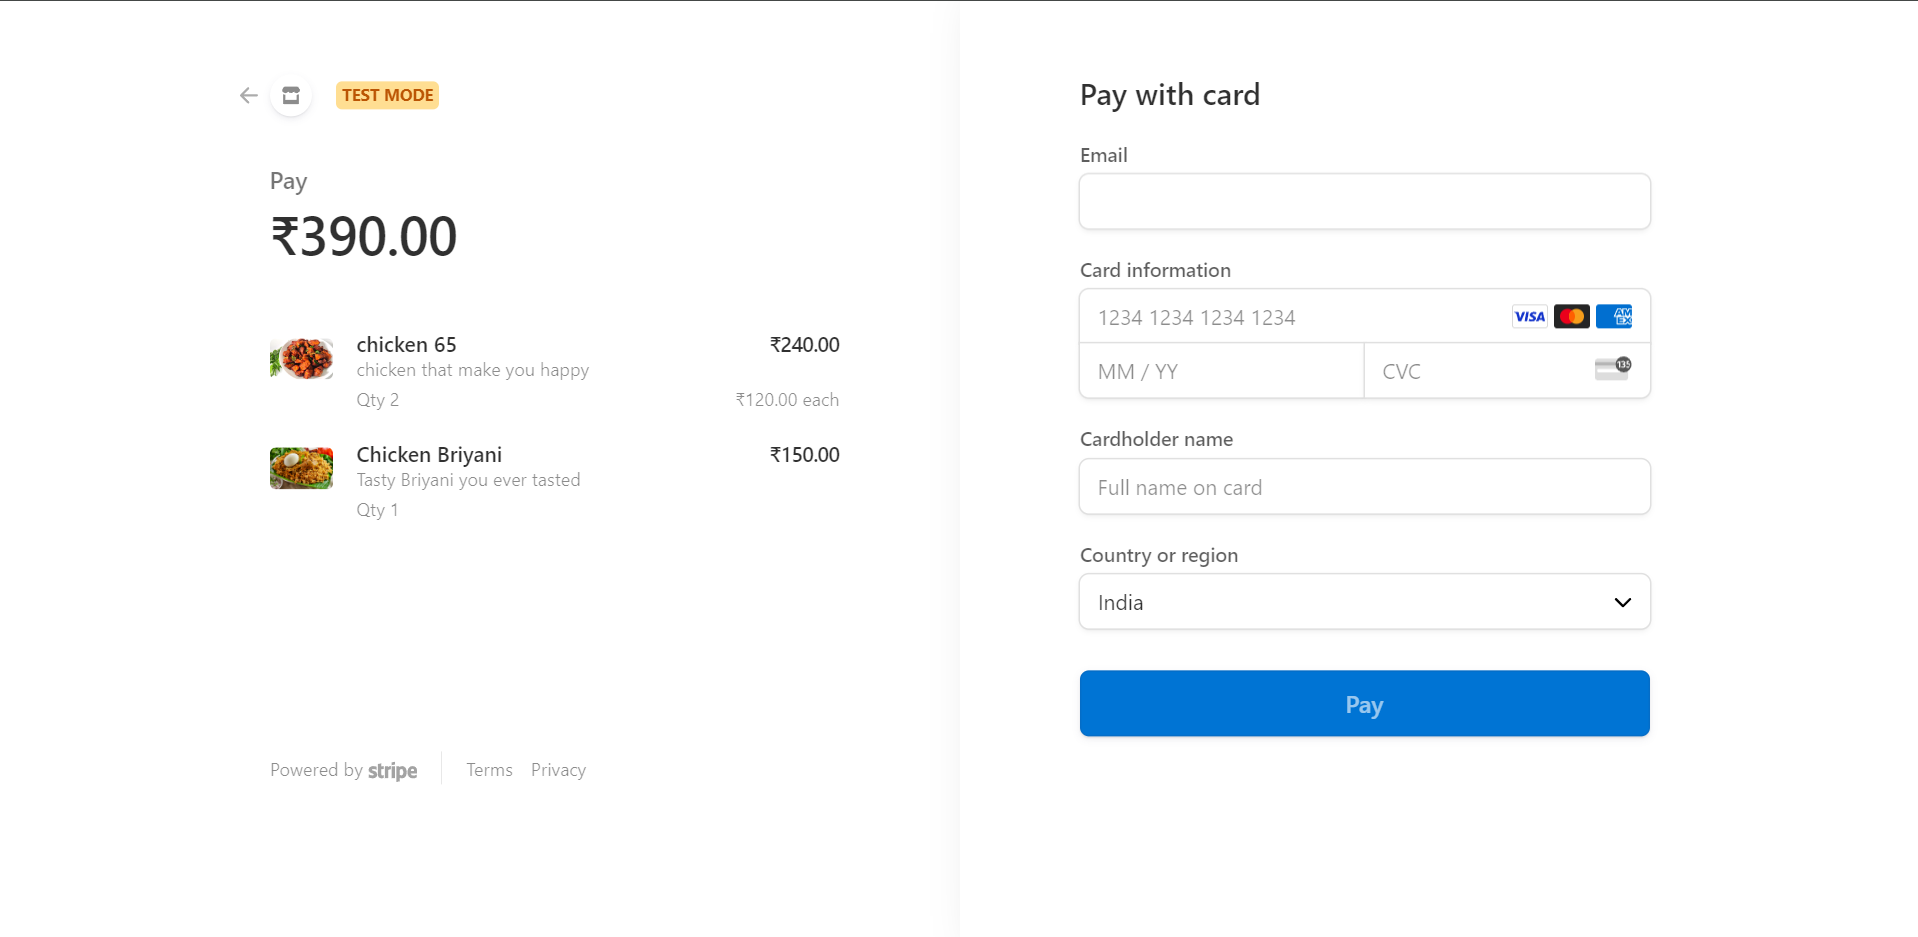 TEST MODE
Pay
₹390.00
chicken 65
₹240.00
chicken that make you happy
Qty 2
₹120.00 each
Chicken Briyani
₹150.00
Tasty Briyani you ever tasted
Qty 1
Powered by stripe
Terms
Privacy
Pay with card
Email
Card information
1234 1234 1234 1234
VISA
AM
EX
MM / YY
CVC
135
Cardholder name
Full name on card
Country or region
India
Pay